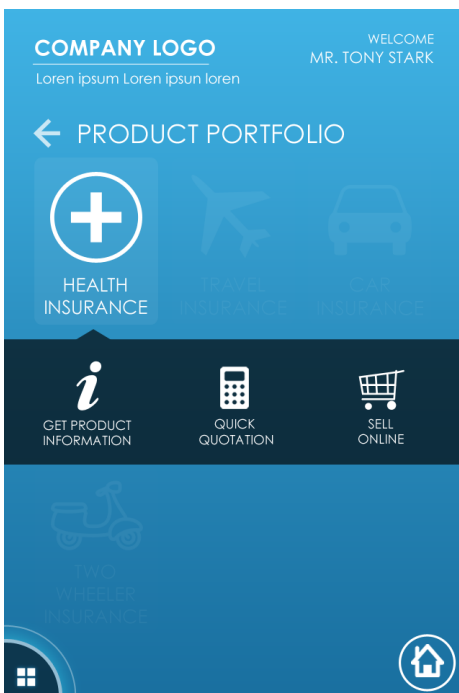 COMPANY LOGO
Loren ipsum Loren ipsun loren
WELCOME
MR. TONY STARK
PRODUCT PORTFOLIO
HEALTH
INSURANCE
TRAVEL
INSURANCE
CAR
INSURANCE
GET PRODUCT
INFORMATION
QUICK
QUOTATION
SELL
ONLINE
TWO
WHEELER
INSURANCE